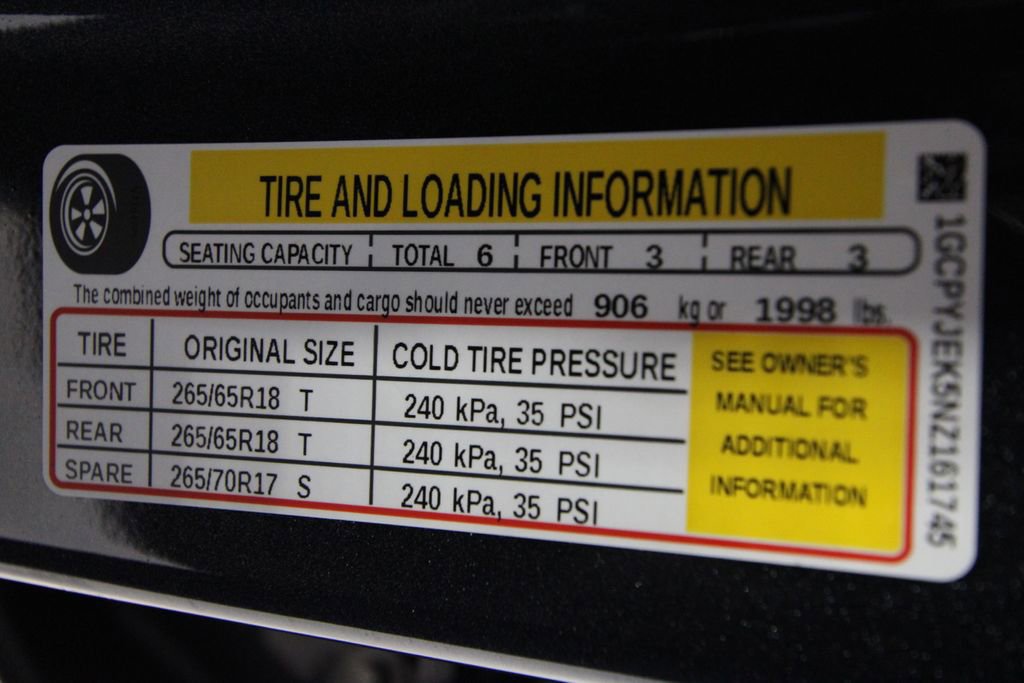 TIRE AND LOADING INFORMATION
SEATING CAPACITY TOTAL 6 FRONT 3 REAR 3
The combined weight of occupants and cargo should never exceed 906 kg or 1998 lbs.
TIRE ORIGINAL SIZE COLD TIRE PRESSURE
FRONT 265/65R18 T 240 kPa, 35 PSI
REAR 265/65R18 T 240 kPa, 35 PSI
SPARE 265/70R17 S 240 kPa, 35 PSI
SEE OWNER'S
MANUAL FOR
ADDITIONAL
INFORMATION
1GCPYJEK5NZ161745